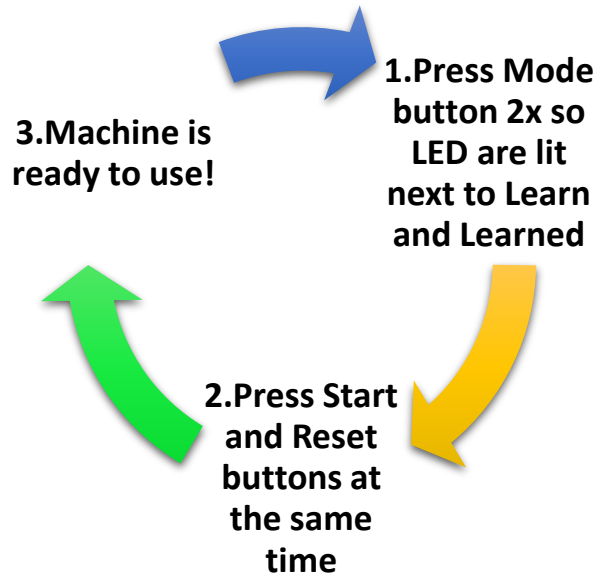 1.Press Mode
button 2x so
LED are lit
next to Learn
and Learned
2.Press Start
and Reset
buttons at
the same
time
3.Machine is
ready to use!